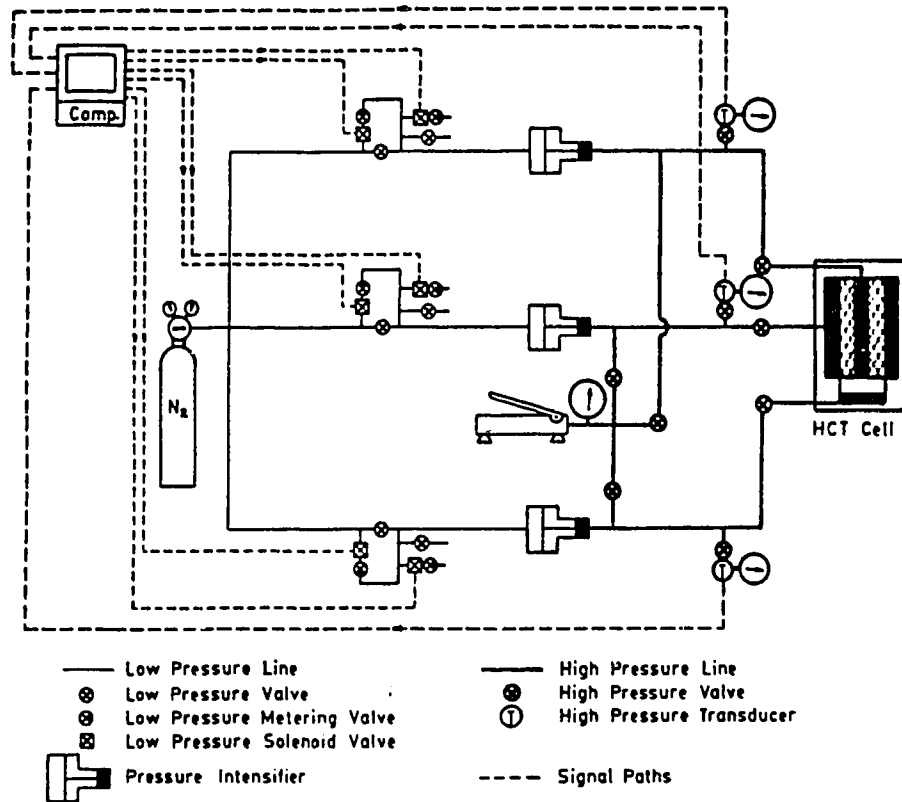 Comp.
N2
T
T
HCT Cell
T
Low Pressure Line
Low Pressure Valve
Low Pressure Metering Valve
Low Pressure Solenoid Valve
Pressure Intensifier
High Pressure Line
High Pressure Valve
T
High Pressure Transducer
Signal Paths